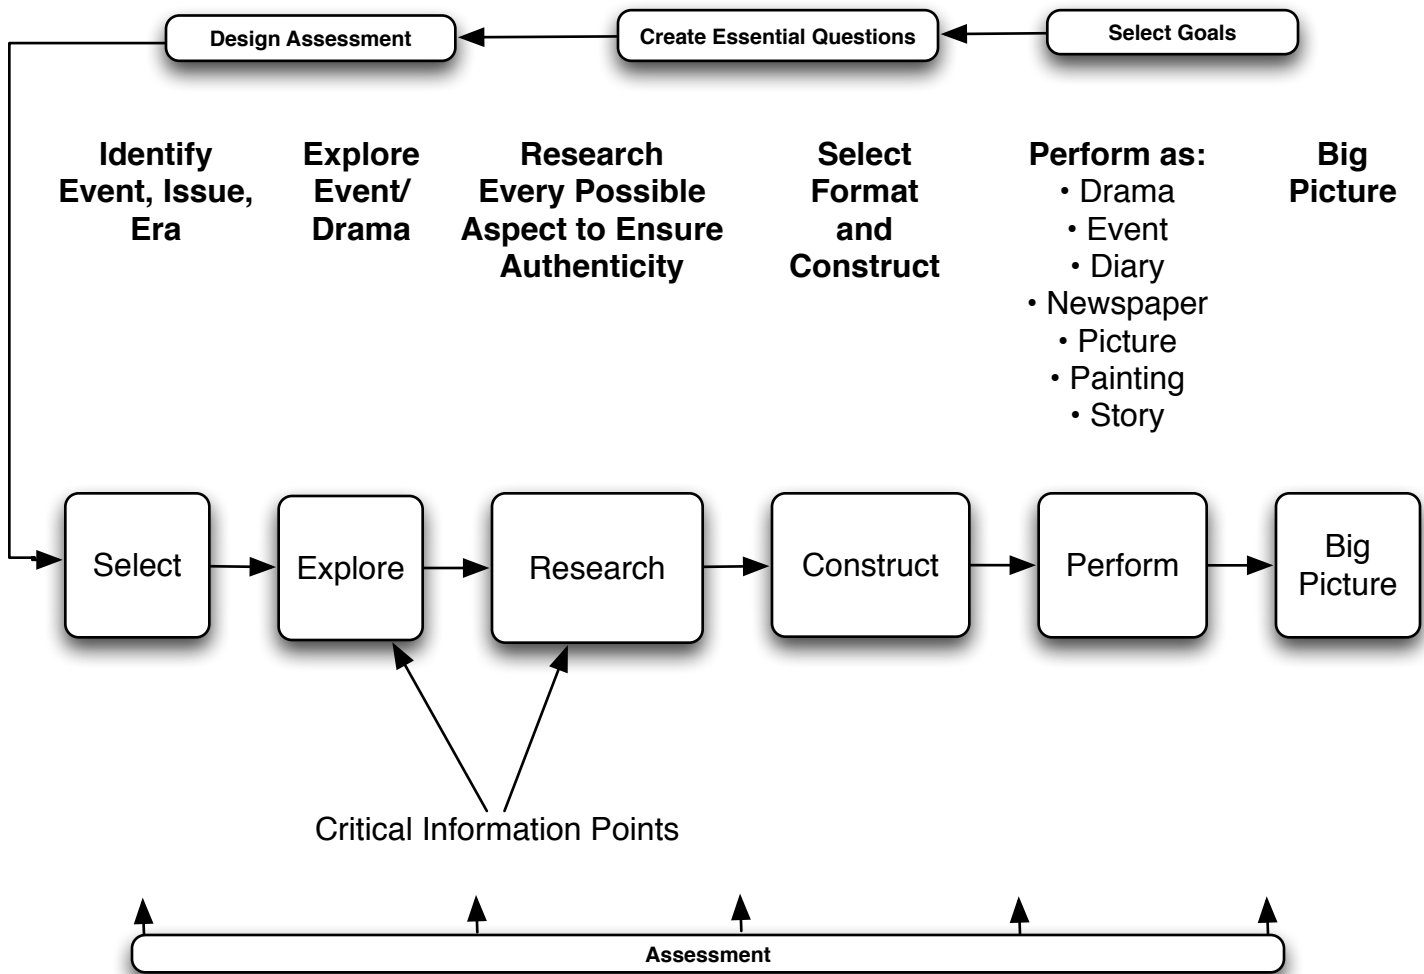 Design Assessment
Create Essential Questions
Select Goals
Identify
Event, Issue,
Era
Explore
Event/
Drama
Research
Every Possible
Aspect to Ensure
Authenticity
Select
Format
and
Construct
Perform as:
• Drama
• Event
• Diary
• Newspaper
• Picture
• Painting
• Story
Big
Picture
Select
Explore
Research
Construct
Perform
Big
Picture
Critical Information Points
Assessment